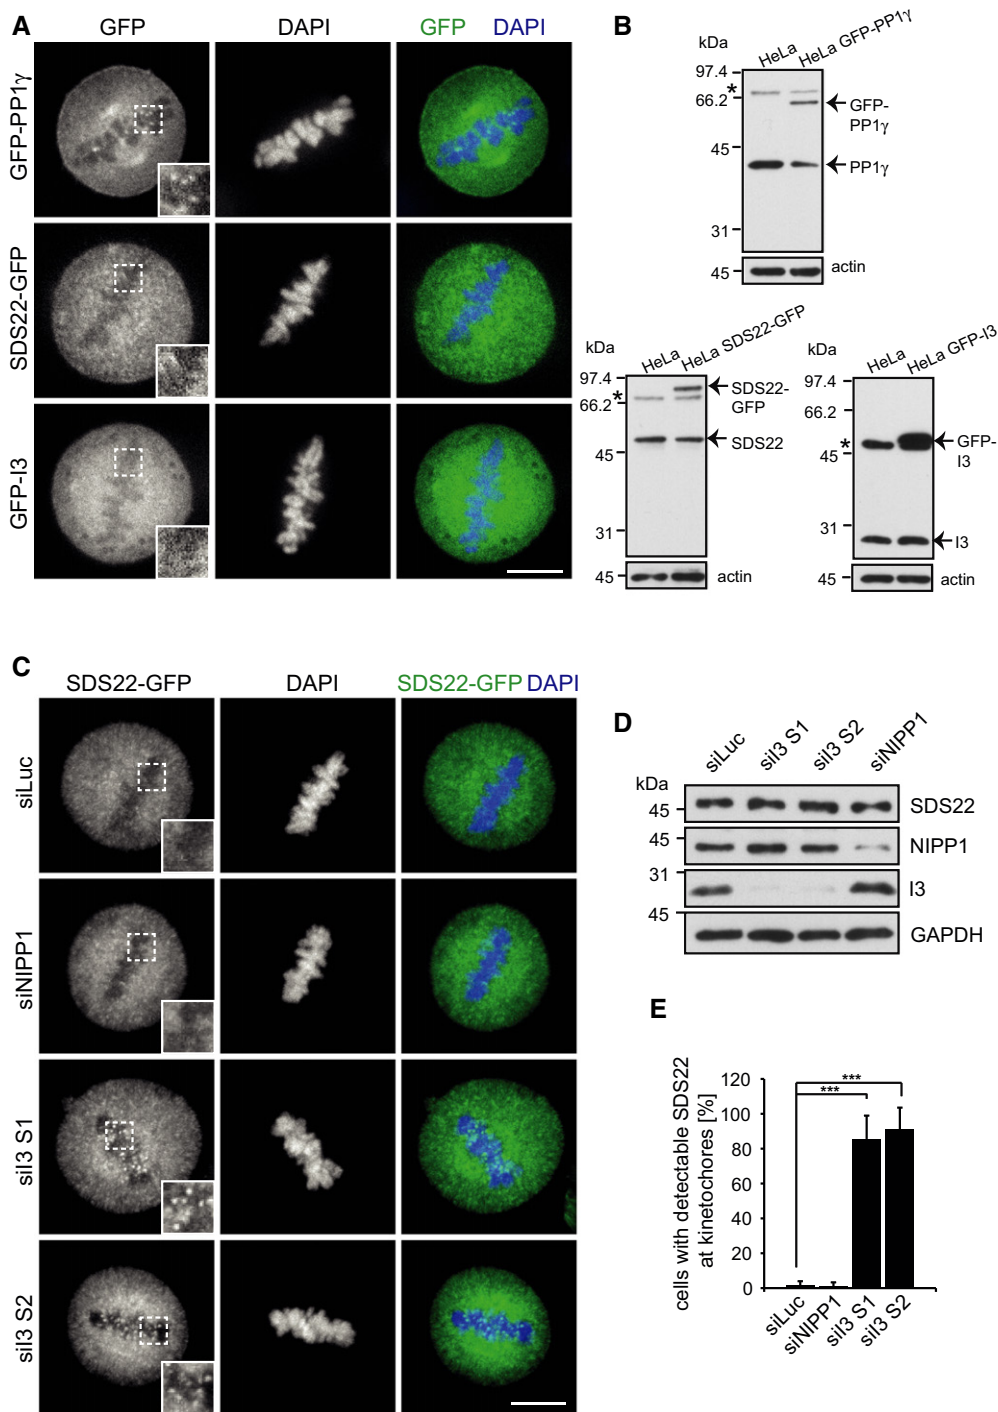 A
GFP DAPI GFP DAPI
GFP-PP1γ
SDS22-GFP
GFP-I3
B
kDa HeLa HeLa GFP-PP1γ
97.4
*
66.2
GFP-
PP1γ
45
PP1γ
31
45 actin
kDa HeLa HeLa SDS22-GFP
97.4
*
66.2
SDS22-
GFP
SDS22
45
31
45 actin
kDa HeLa HeLa GFP-I3
97.4
66.2
*
45
GFP-
I3
31
I3
45 actin
C
SDS22-GFP DAPI SDS22-GFP DAPI
siLuc
siNIPP1
siI3 S1
siI3 S2
D
siLuc siI3 S1 siI3 S2 siNIPP1
kDa
45 SDS22
45 NIPP1
31 I3
45 GAPDH
E
cells with detectable SDS22
at kinetochores [%]
120
100
80
60
40
20
0
***
***
siLuc siNIPP1 siI3 S1 siI3 S2